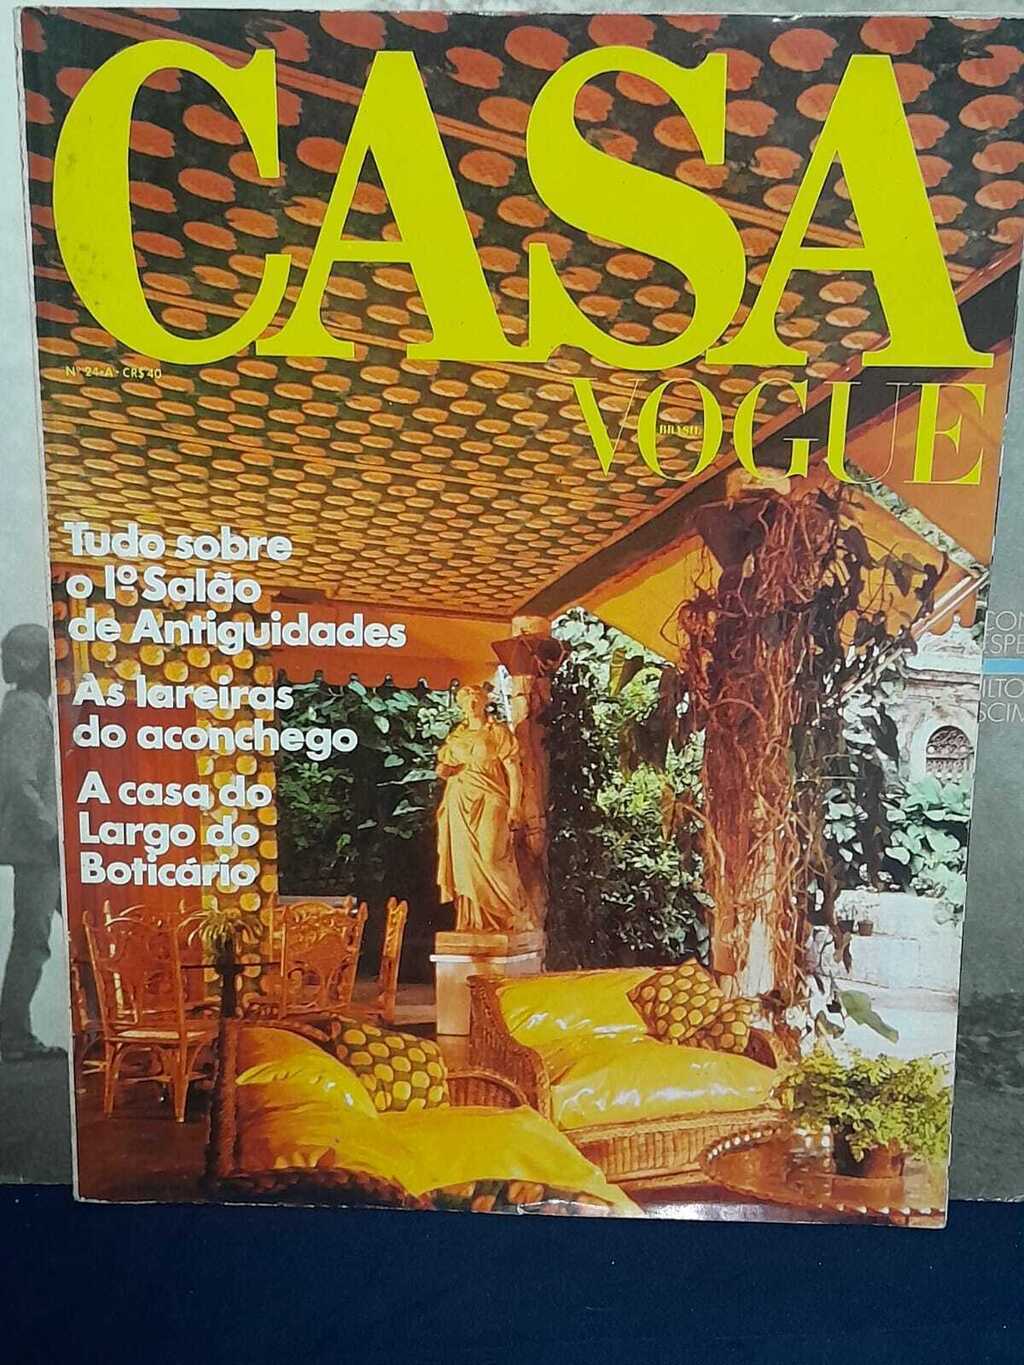 CASA
Nº 24-A - CR$ 40
VOGUE
BRASIL
Tudo sobre
o 1º Salão
de Antiguidades
As lareiras
do aconchego
A casa do
Largo do
Boticário